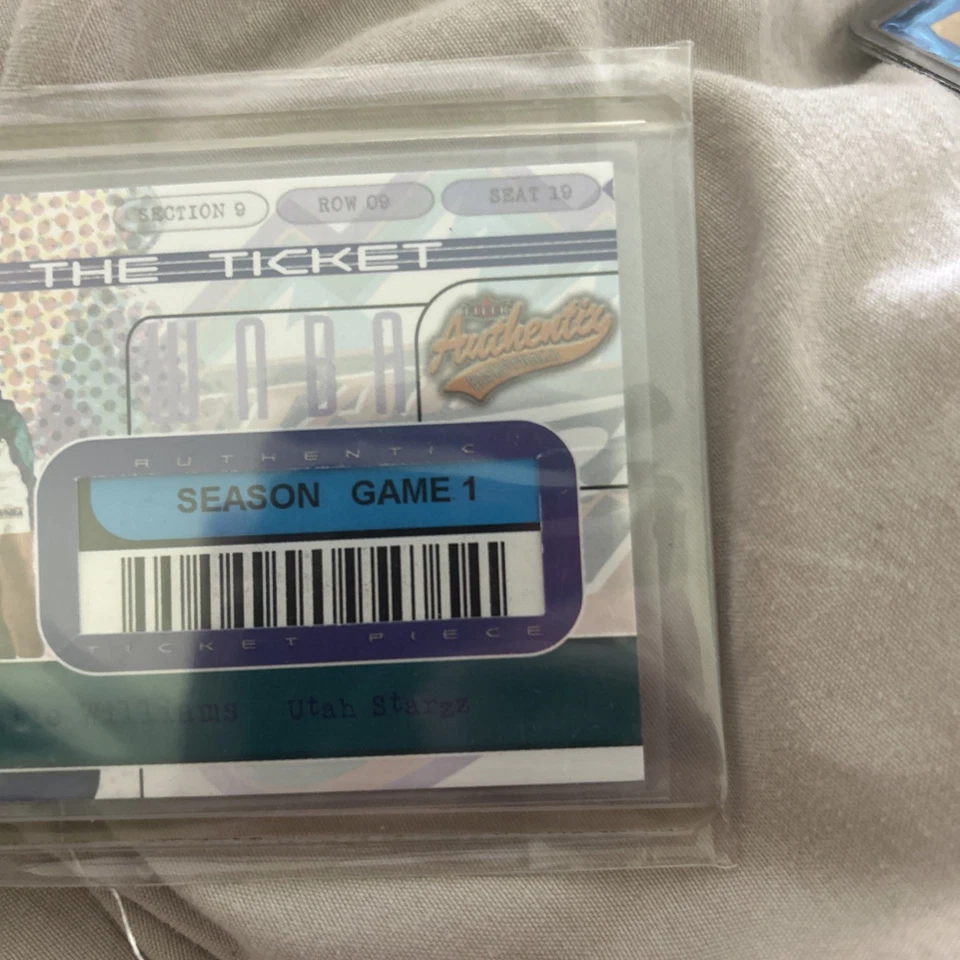 SECTION 9 ROW 09 SEAT 19
THE TICKET
WNBA
FLEER
Authentix
AUTHENTIC
SEASON GAME 1
TICKET PIECE
Williams Utah Starzz